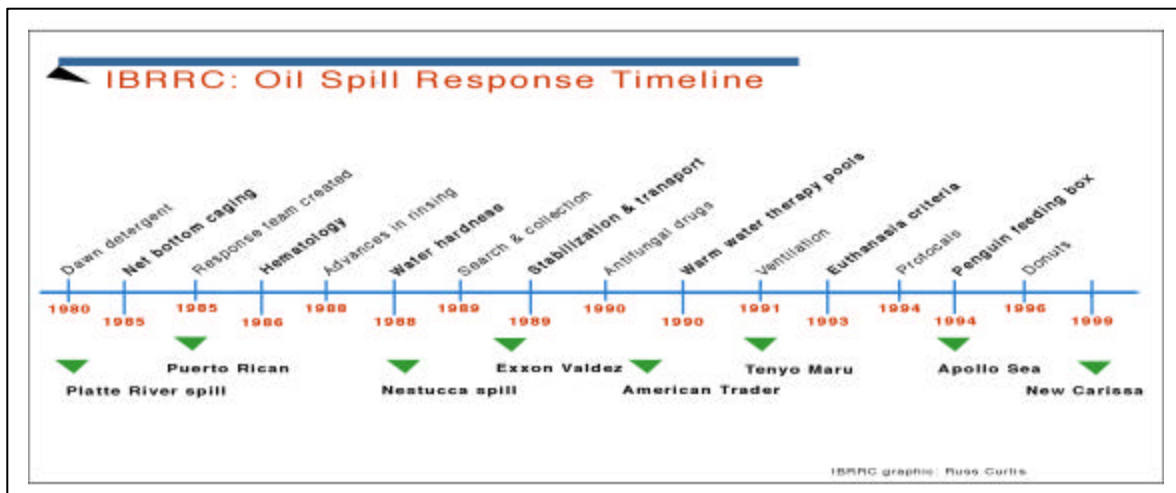 IBRRC: Oil Spill Response Timeline
Dawn detergent
Net bottom caging
Response team created
Hematology
Advances in rinsing
Water hardness
Search & collection
Stabilization & transport
Antifungal drugs
Warm water therapy pools
Ventilation
Euthanasia criteria
Protocals
Penguin feeding box
Donuts
1980 1985 1985 1986 1988 1988 1989 1989 1990 1990 1991 1993 1994 1994 1996 1999
Puerto Rican Exxon Valdez Tenyo Maru Apollo Sea
Platte River spill Nestucca spill American Trader New Carissa
IBRRC graphic: Russ Curtis